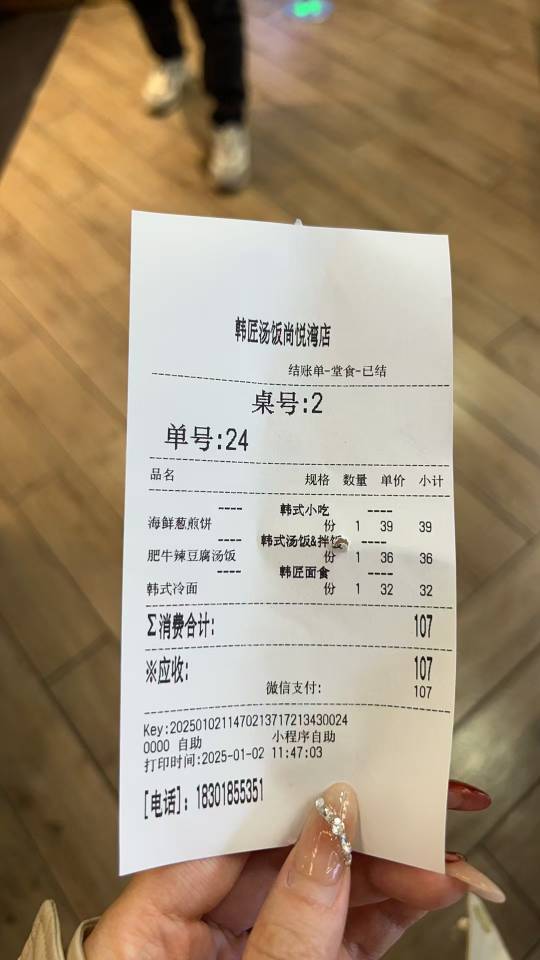 韩匠汤饭尚悦湾店
结账单-堂食-已结
桌号:2
单号:24
品名 规格 数量 单价 小计
---- 韩式小吃 ----
海鲜葱煎饼 份 1 39 39
---- 韩式汤饭&拌饭 ----
肥牛辣豆腐汤饭 份 1 36 36
---- 韩匠面食 ----
韩式冷面 份 1 32 32
Σ消费合计: 107
※应收: 107
微信支付: 107
Key:202501021147021371721343​0024
0000 自助 小程序自助
打印时间:2025-01-02 11:47:03
[电话]: 18301855351